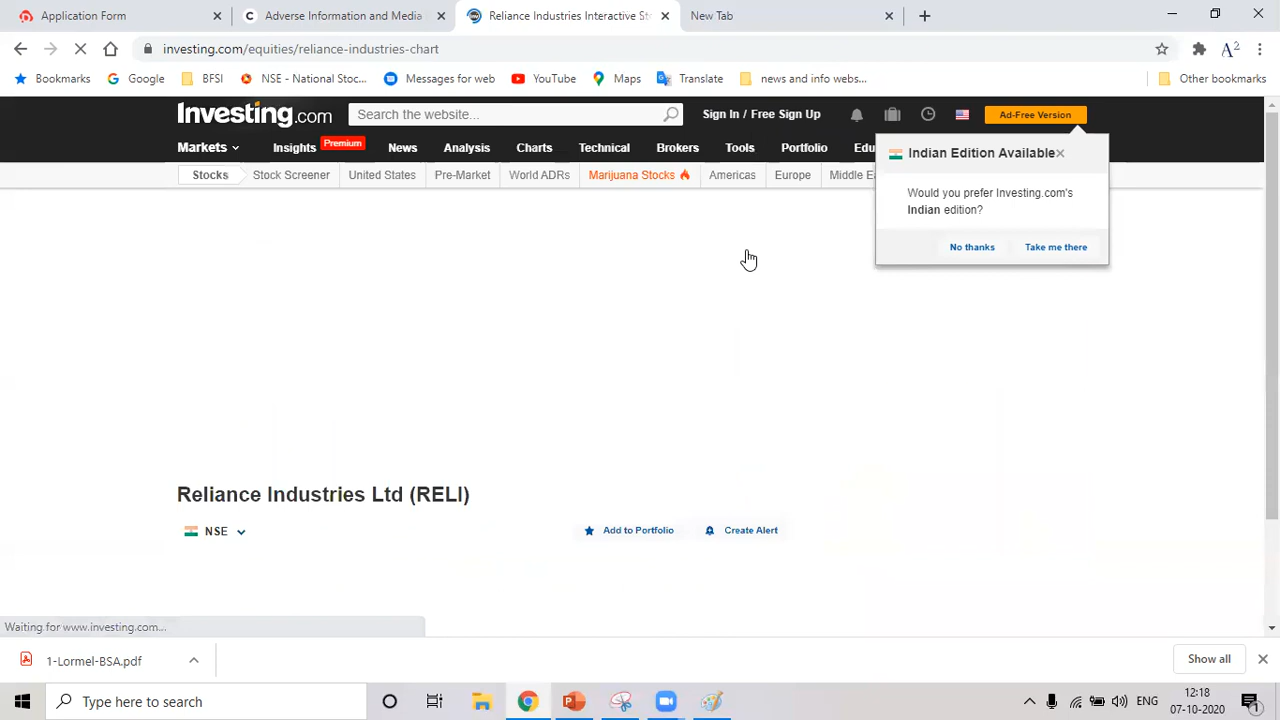 Application Form
Adverse Information and Media
Reliance Industries Interactive St
New Tab
investing.com/equities/reliance-industries-chart
Bookmarks
Google
BFSI
NSE - National Stoc...
Messages for web
YouTube
Maps
Translate
news and info webs...
Other bookmarks
Investing.com
Search the website...
Sign In / Free Sign Up
Ad-Free Version
Markets
Insights
Premium
News
Analysis
Charts
Technical
Brokers
Tools
Portfolio
Edu
Indian Edition Available
Stocks
Stock Screener
United States
Pre-Market
World ADRs
Marijuana Stocks
Americas
Europe
Middle Ea
Would you prefer Investing.com's
Indian edition?
No thanks
Take me there
Reliance Industries Ltd (RELI)
NSE
Add to Portfolio
Create Alert
Waiting for www.investing.com...
1-Lormel-BSA.pdf
Show all
Type here to search
ENG
12:18
07-10-2020